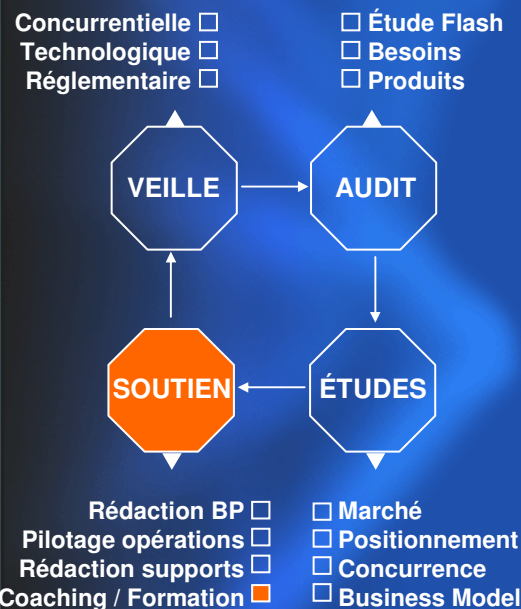 Concurrentielle
Technologique
Réglementaire
Étude Flash
Besoins
Produits
VEILLE
AUDIT
SOUTIEN
ÉTUDES
Rédaction BP
Pilotage opérations
Rédaction supports
Coaching / Formation
Marché
Positionnement
Concurrence
Business Model